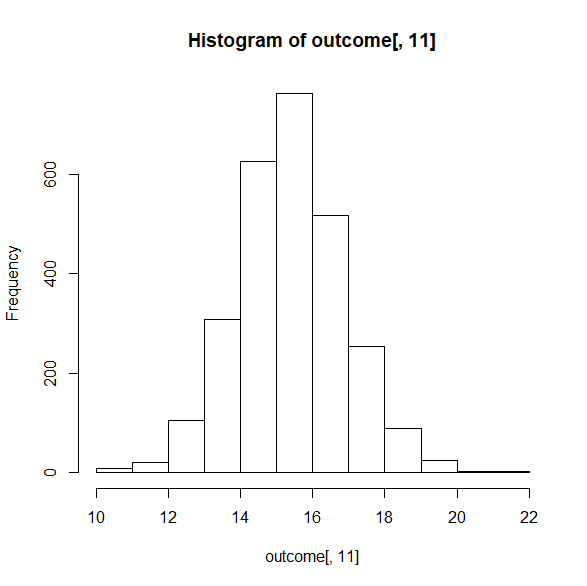 Histogram of outcome[, 11]
Frequency
600
400
200
0
10 12 14 16 18 20 22
outcome[, 11]